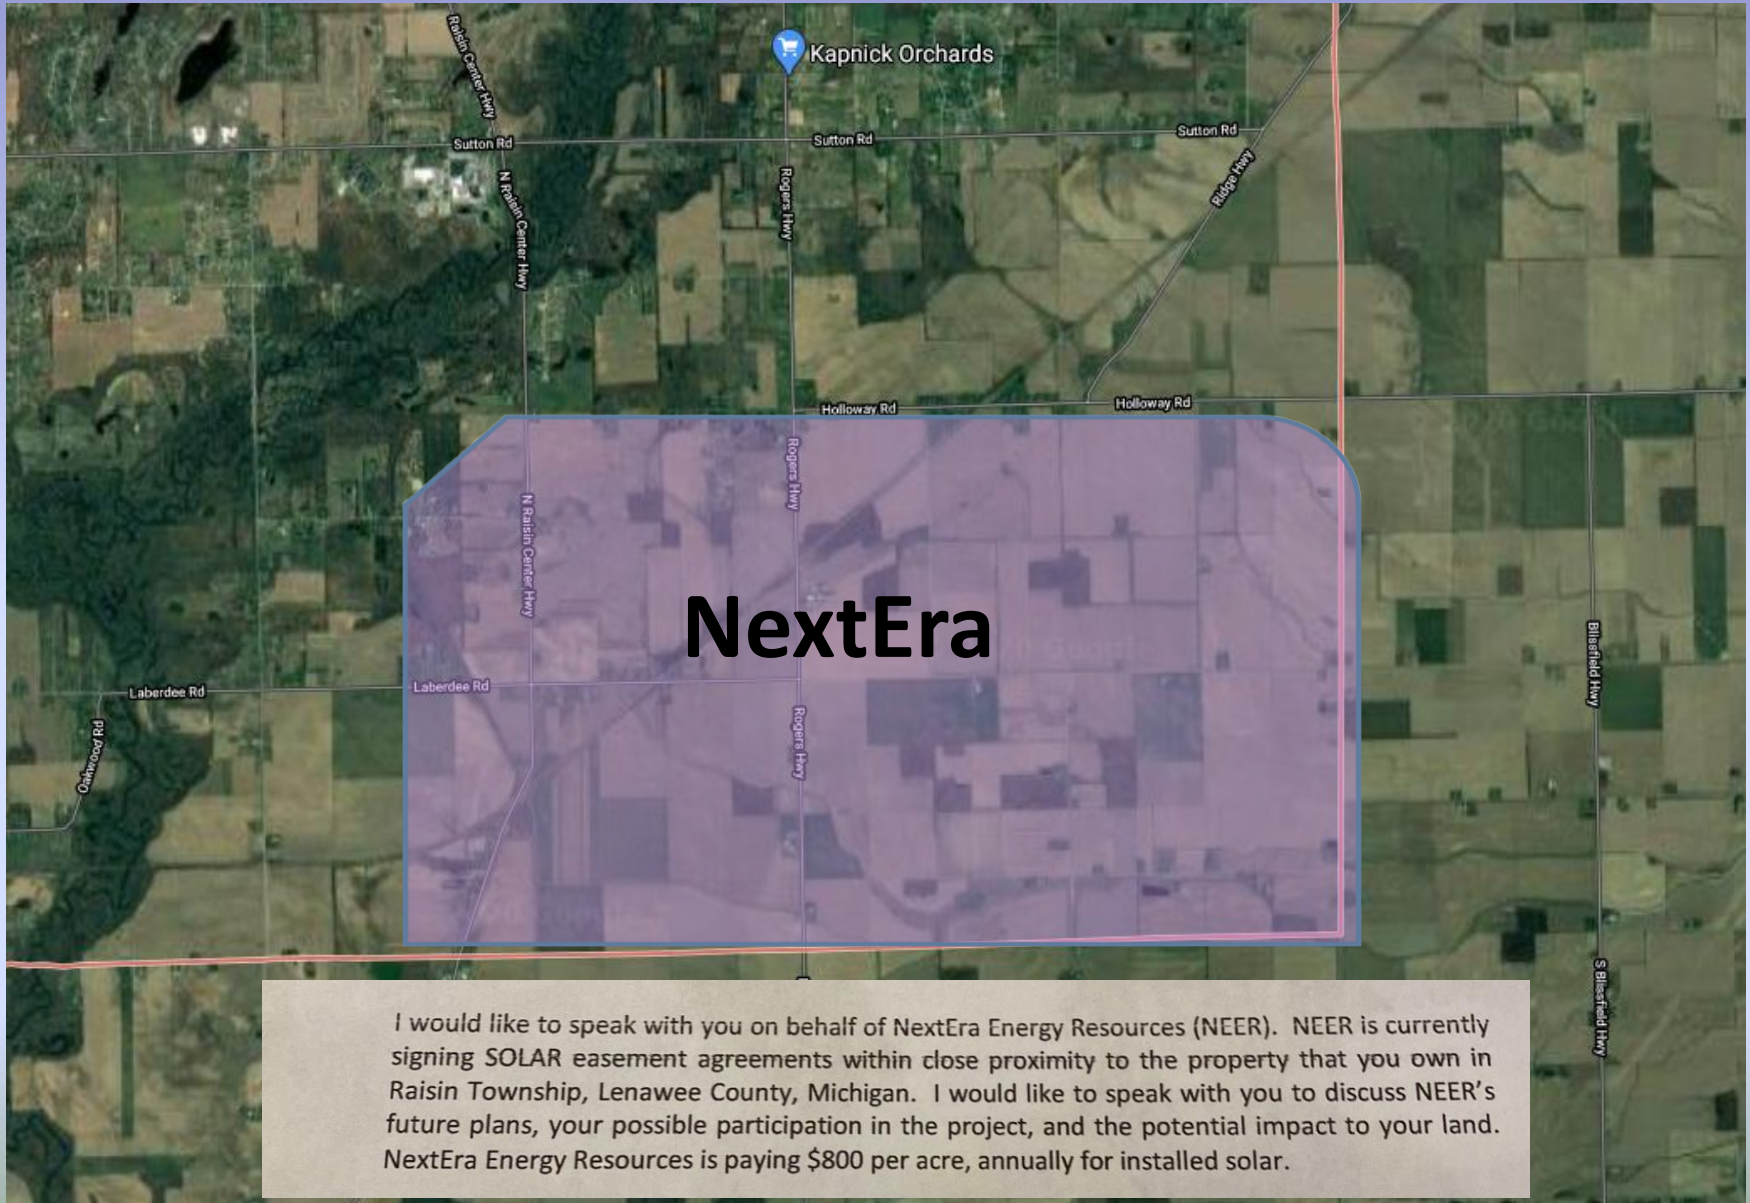 Raisin Center Hwy
Kapnick Orchards
Sutton Rd
Sutton Rd
Sutton Rd
N Raisin Center Hwy
Rogers Hwy
Ridge Hwy
Holloway Rd
Holloway Rd
Rogers Hwy
N Raisin Center Hwy
NextEra
Blissfield Hwy
Laberdee Rd
Laberdee Rd
Oakwood Rd
Rogers Hwy
S Blissfield Hwy
I would like to speak with you on behalf of NextEra Energy Resources (NEER). NEER is currently
signing SOLAR easement agreements within close proximity to the property that you own in
Raisin Township, Lenawee County, Michigan. I would like to speak with you to discuss NEER's
future plans, your possible participation in the project, and the potential impact to your land.
NextEra Energy Resources is paying $800 per acre, annually for installed solar.